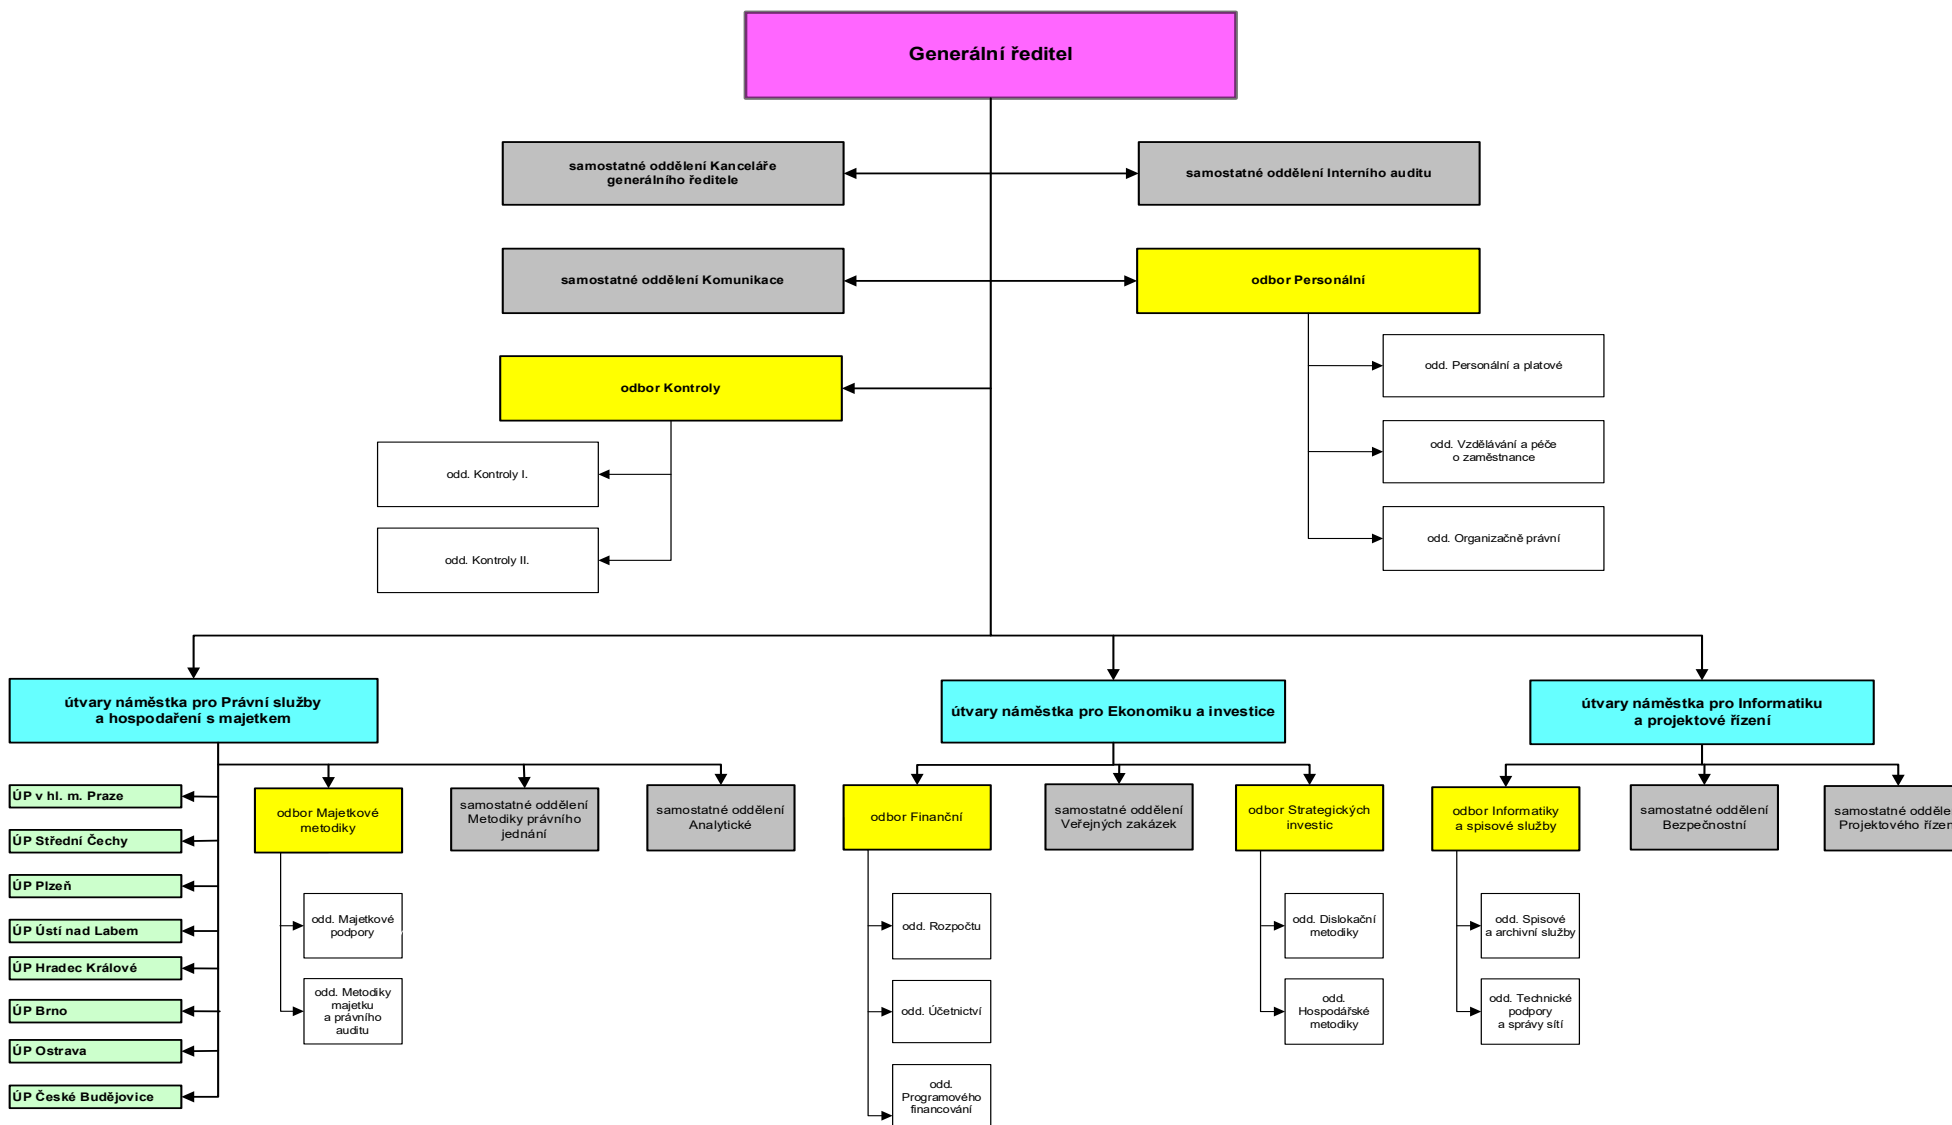 Generální ředitel
samostatné oddělení Kanceláře
generálního ředitele
samostatné oddělení Interního auditu
samostatné oddělení Komunikace
odbor Personální
odd. Personální a platové
odd. Vzdělávání a péče
o zaměstnance
odd. Organizačně právní
odbor Kontroly
odd. Kontroly I.
odd. Kontroly II.
útvary náměstka pro Právní služby
a hospodaření s majetkem
útvary náměstka pro Ekonomiku a investice
útvary náměstka pro Informatiku
a projektové řízení
ÚP v hl. m. Praze
ÚP Střední Čechy
ÚP Plzeň
ÚP Ústí nad Labem
ÚP Hradec Králové
ÚP Brno
ÚP Ostrava
ÚP České Budějovice
odbor Majetkové
metodiky
odd. Majetkové
podpory
odd. Metodiky
majetku
a právního
auditu
samostatné oddělení
Metodiky právního
jednání
samostatné oddělení
Analytické
odbor Finanční
odd. Rozpočtu
odd. Účetnictví
odd.
Programového
financování
samostatné oddělení
Veřejných zakázek
odbor Strategických
investic
odd. Dislokační
metodiky
odd.
Hospodářské
metodiky
odbor Informatiky
a spisové služby
odd. Spisové
a archivní služby
odd. Technické
podpory
a správy sítí
samostatné oddělení
Bezpečnostní
samostatné odděle
Projektového řízen